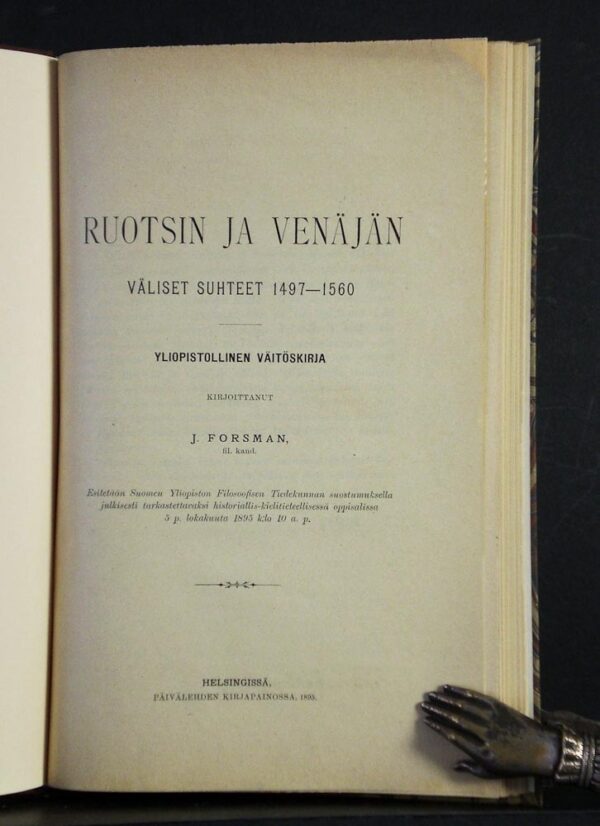 RUOTSIN JA VENÄJÄN
VÄLISET SUHTEET 1497—1560
YLIOPISTOLLINEN VÄITÖSKIRJA
KIRJOITTANUT
J. FORSMAN,
fil. kand.
Esitetään Suomen Yliopiston Filosoofisen Tiedekunnan suostumuksella
julkisesti tarkastettavaksi historiallis-kielitieteellisessä oppisalissa
5 p. lokakuuta 1895 k:lo 10 a. p.
HELSINGISSÄ,
PÄIVÄLEHDEN KIRJAPAINOSSA, 1895.